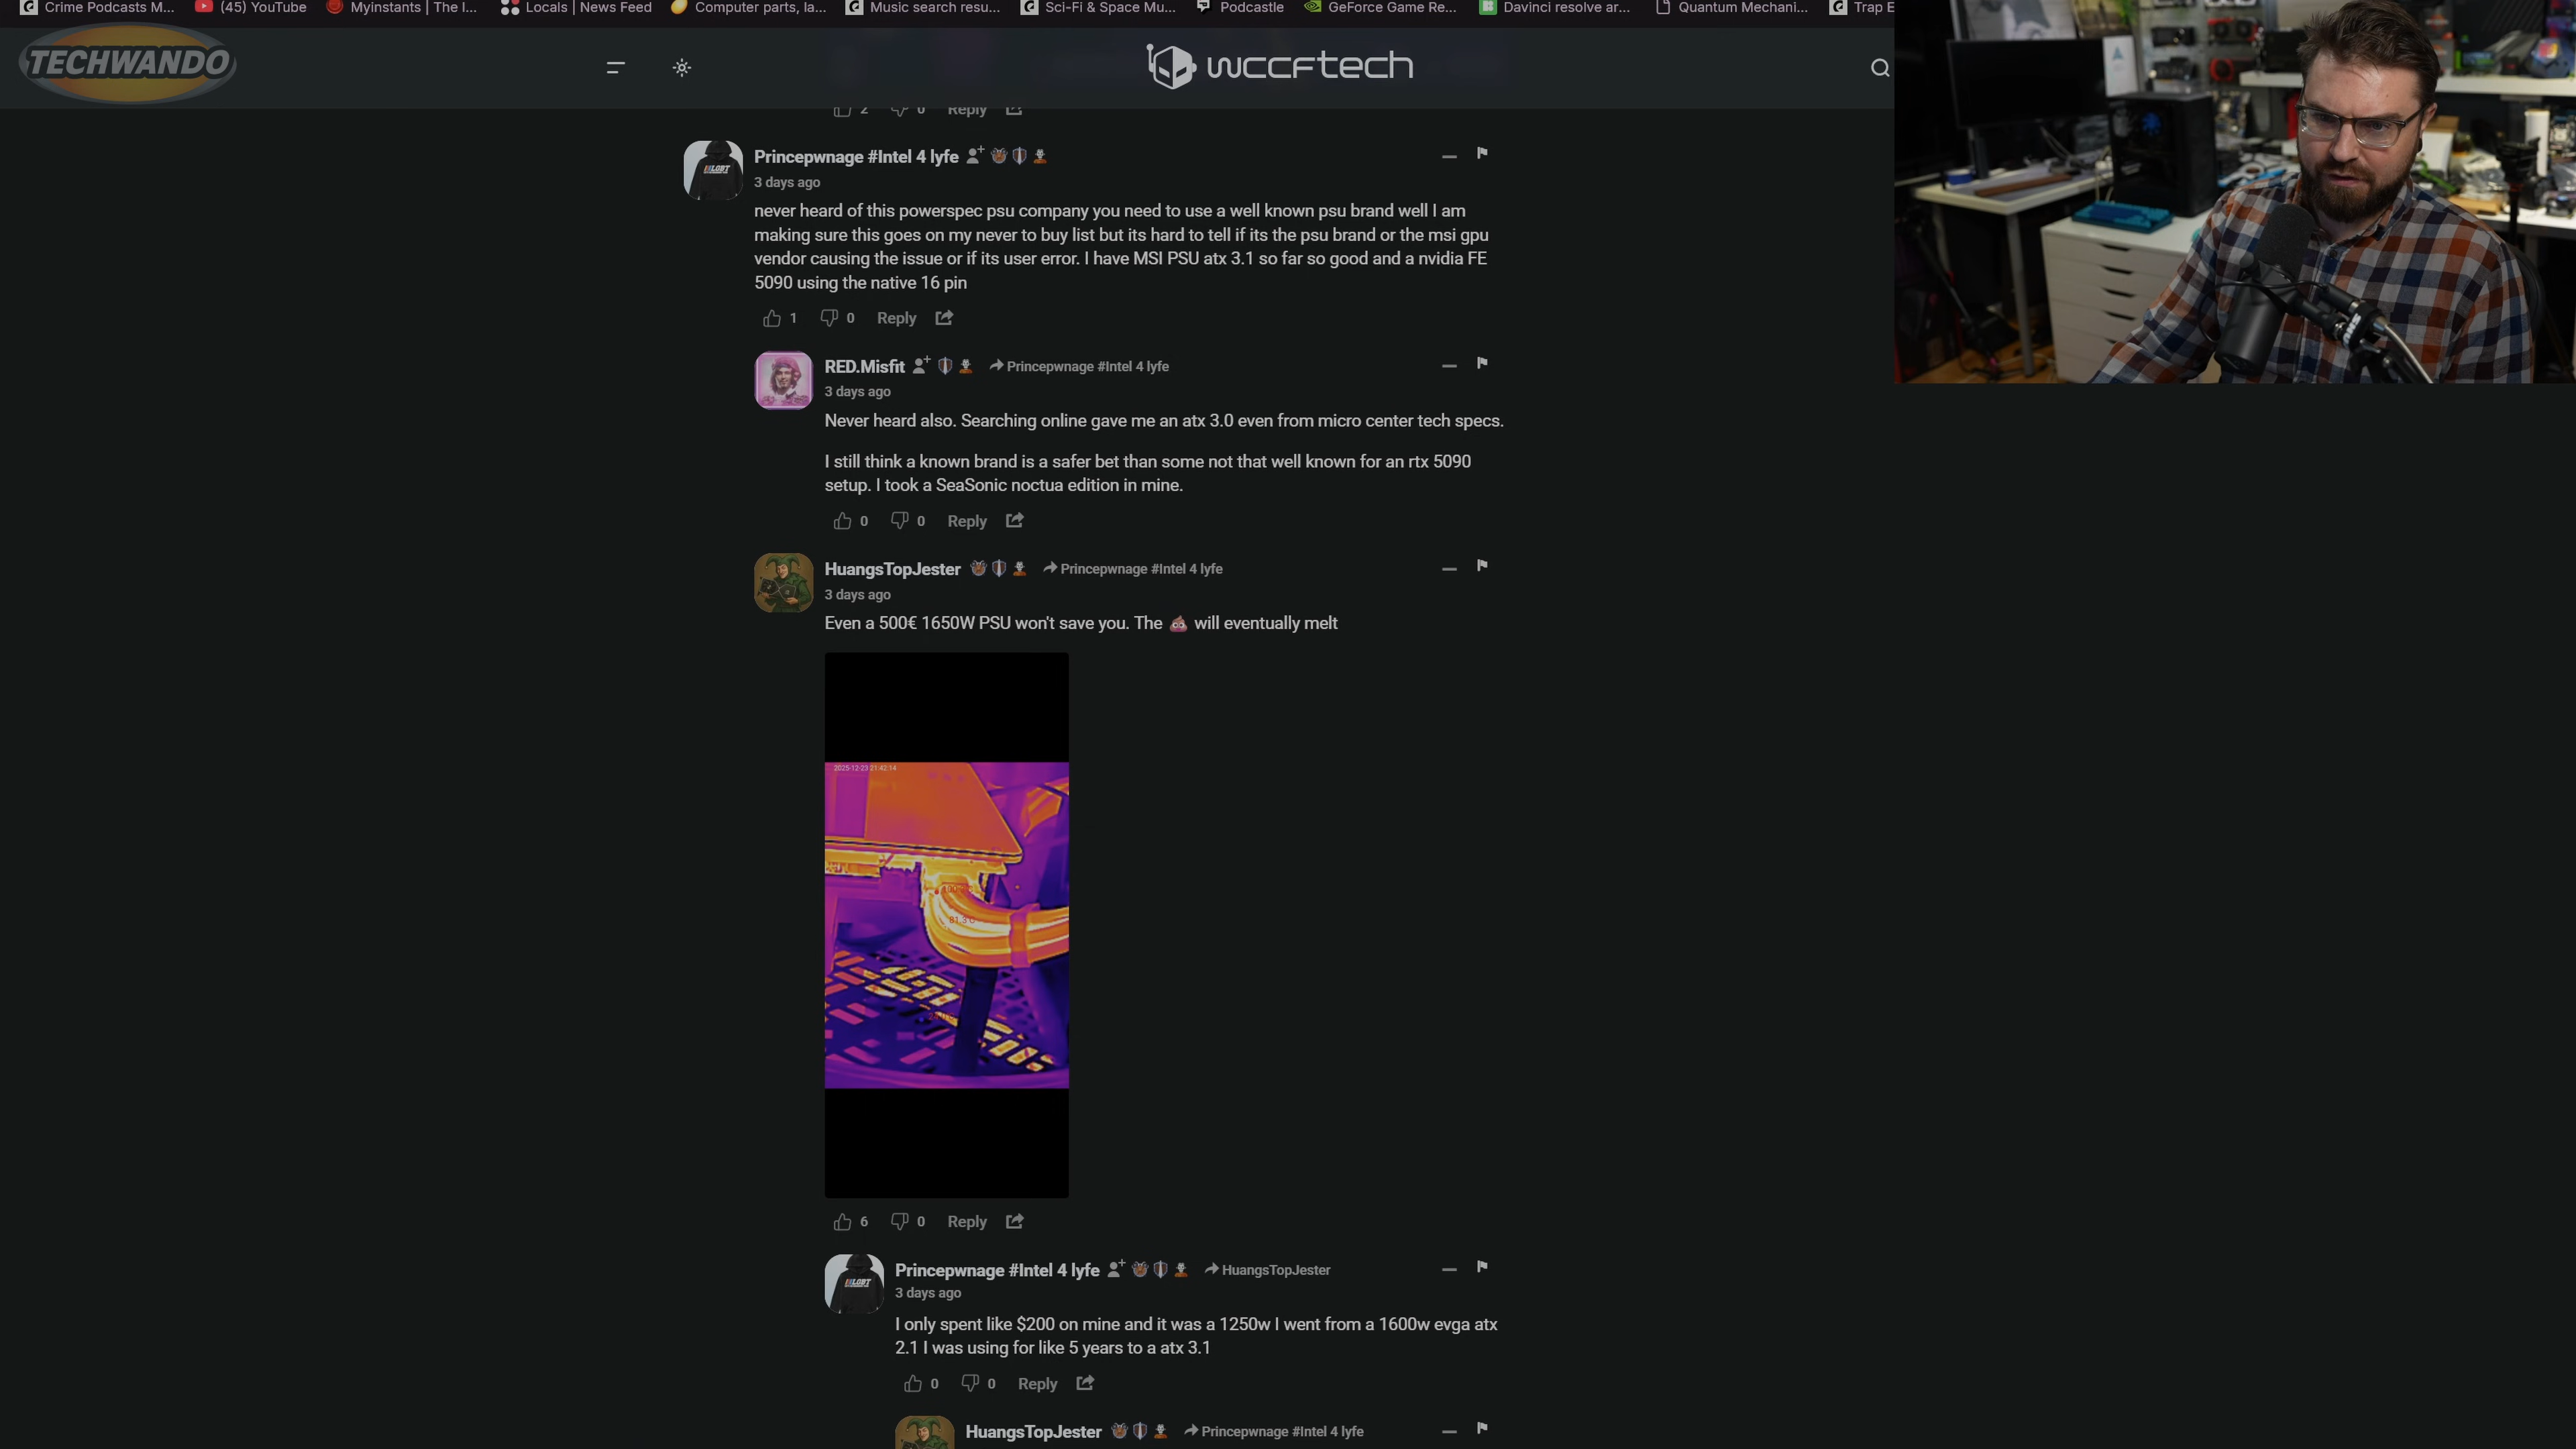 Crime Podcasts M...
(45) YouTube
Myinstants | The I...
Locals | News Feed
Computer parts, la...
Music search resu...
Sci-Fi & Space Mu...
Podcastle
GeForce Game Re...
Davinci resolve ar...
Quantum Mechani...
Trap E
TECHWANDO
wccftech
2 0 Reply
Princepwnage #Intel 4 lyfe
3 days ago
never heard of this powerspec psu company you need to use a well known psu brand well I am
making sure this goes on my never to buy list but its hard to tell if its the psu brand or the msi gpu
vendor causing the issue or if its user error. I have MSI PSU atx 3.1 so far so good and a nvidia FE
5090 using the native 16 pin
1 0 Reply
RED.Misfit Princepwnage #Intel 4 lyfe
3 days ago
Never heard also. Searching online gave me an atx 3.0 even from micro center tech specs.
I still think a known brand is a safer bet than some not that well known for an rtx 5090
setup. I took a SeaSonic noctua edition in mine.
0 0 Reply
HuangsTopJester Princepwnage #Intel 4 lyfe
3 days ago
Even a 500€ 1650W PSU won't save you. The 💩 will eventually melt
2025-12-23 21:42:14
6 0 Reply
Princepwnage #Intel 4 lyfe HuangsTopJester
3 days ago
I only spent like $200 on mine and it was a 1250w I went from a 1600w evga atx
2.1 I was using for like 5 years to a atx 3.1
0 0 Reply
HuangsTopJester Princepwnage #Intel 4 lyfe